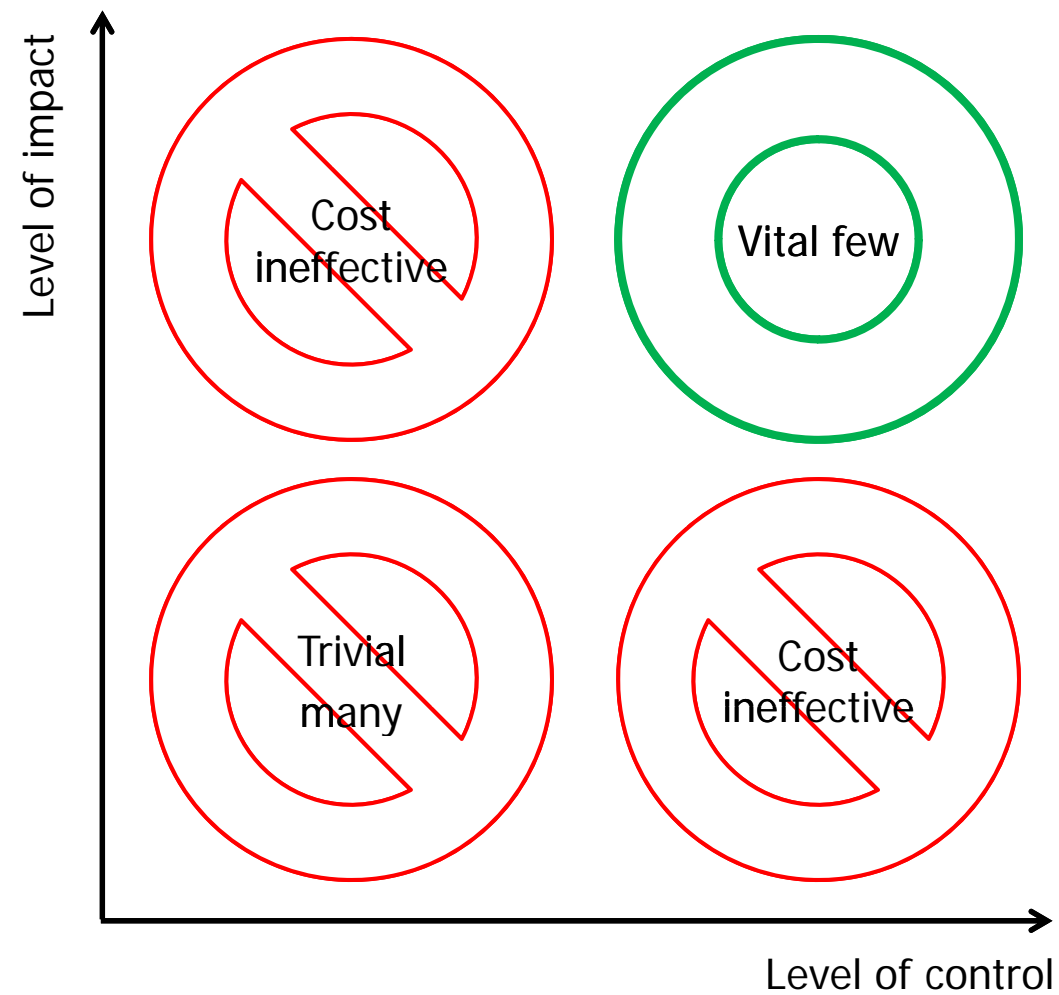 Level of impact
Cost
ineffective
Vital few
Trivial
many
Cost
ineffective
Level of control